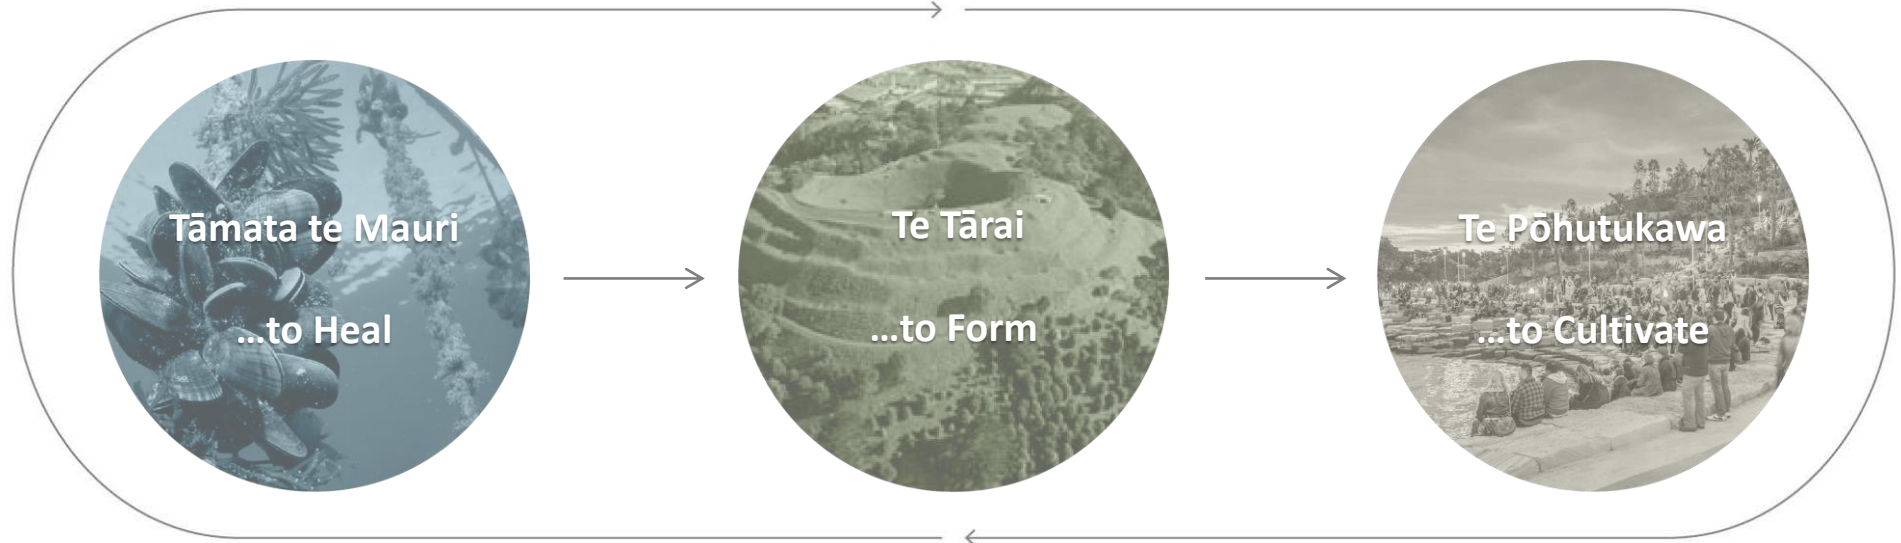 Tāmata te Mauri
...to Heal
Te Tārai
...to Form
Te Pōhutukawa
...to Cultivate